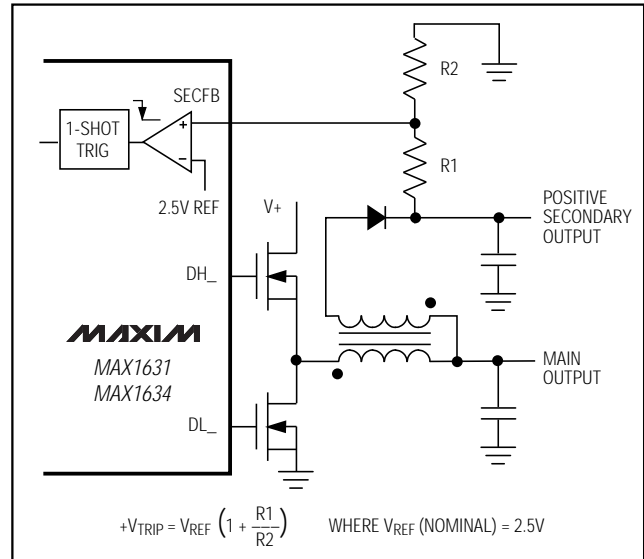 R2
SECFB
1-SHOT
TRIG
+
−
R1
2.5V REF
V+
POSITIVE
SECONDARY
OUTPUT
DH_
MAXIM
MAX1631
MAX1634
MAIN
OUTPUT
DL_
+VTRIP = VREF (1 + R1/R2) WHERE VREF (NOMINAL) = 2.5V